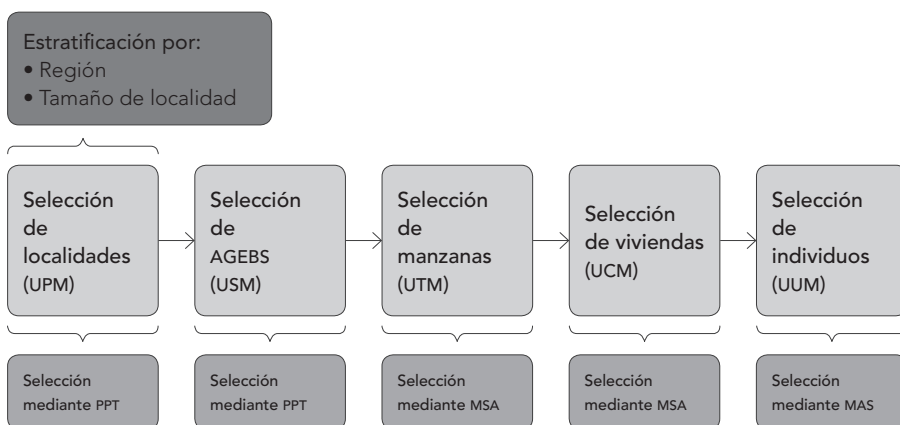 Estratificación por:
• Región
• Tamaño de localidad
Selección
de
localidades
(UPM)
Selección
de
AGEBS
(USM)
Selección
de
manzanas
(UTM)
Selección
de viviendas
(UCM)
Selección
de
individuos
(UUM)
Selección
mediante PPT
Selección
mediante PPT
Selección
mediante MSA
Selección
mediante MSA
Selección
mediante MAS